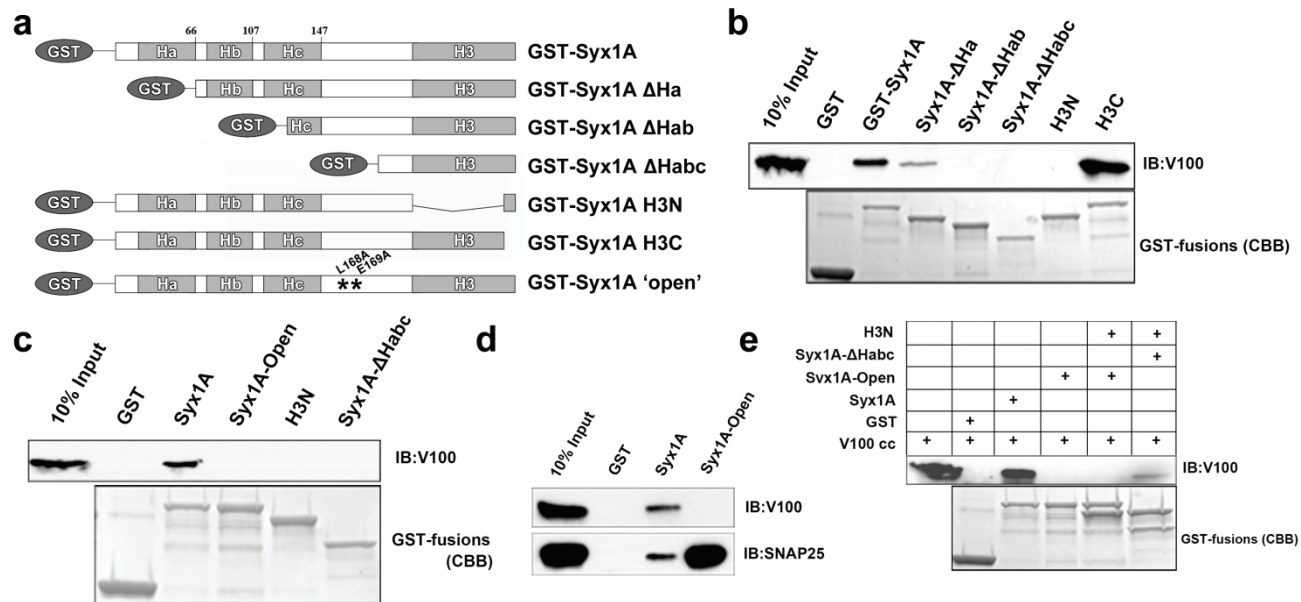 a
66 107 147
GST Ha Hb Hc H3 GST-Syx1A
GST Hb Hc H3 GST-Syx1A ΔHa
GST Hc H3 GST-Syx1A ΔHab
GST H3 GST-Syx1A ΔHabc
GST Ha Hb Hc GST-Syx1A H3N
GST Ha Hb Hc H3 GST-Syx1A H3C
L168A
E169A
GST Ha Hb Hc ** H3 GST-Syx1A ‘open’
b
10% Input GST GST-Syx1A Syx1A-ΔHa Syx1A-ΔHab Syx1A-ΔHabc H3N H3C
IB:V100
GST-fusions (CBB)
c
10% Input GST Syx1A Syx1A-Open H3N Syx1A-ΔHabc
IB:V100
GST-fusions
(CBB)
d
10% Input GST Syx1A Syx1A-Open
IB:V100
IB:SNAP25
e
H3N + +
Syx1A-ΔHabc +
Svx1A-Open + +
Syx1A +
GST +
V100 cc + + + + + +
IB:V100
GST-fusions (CBB)